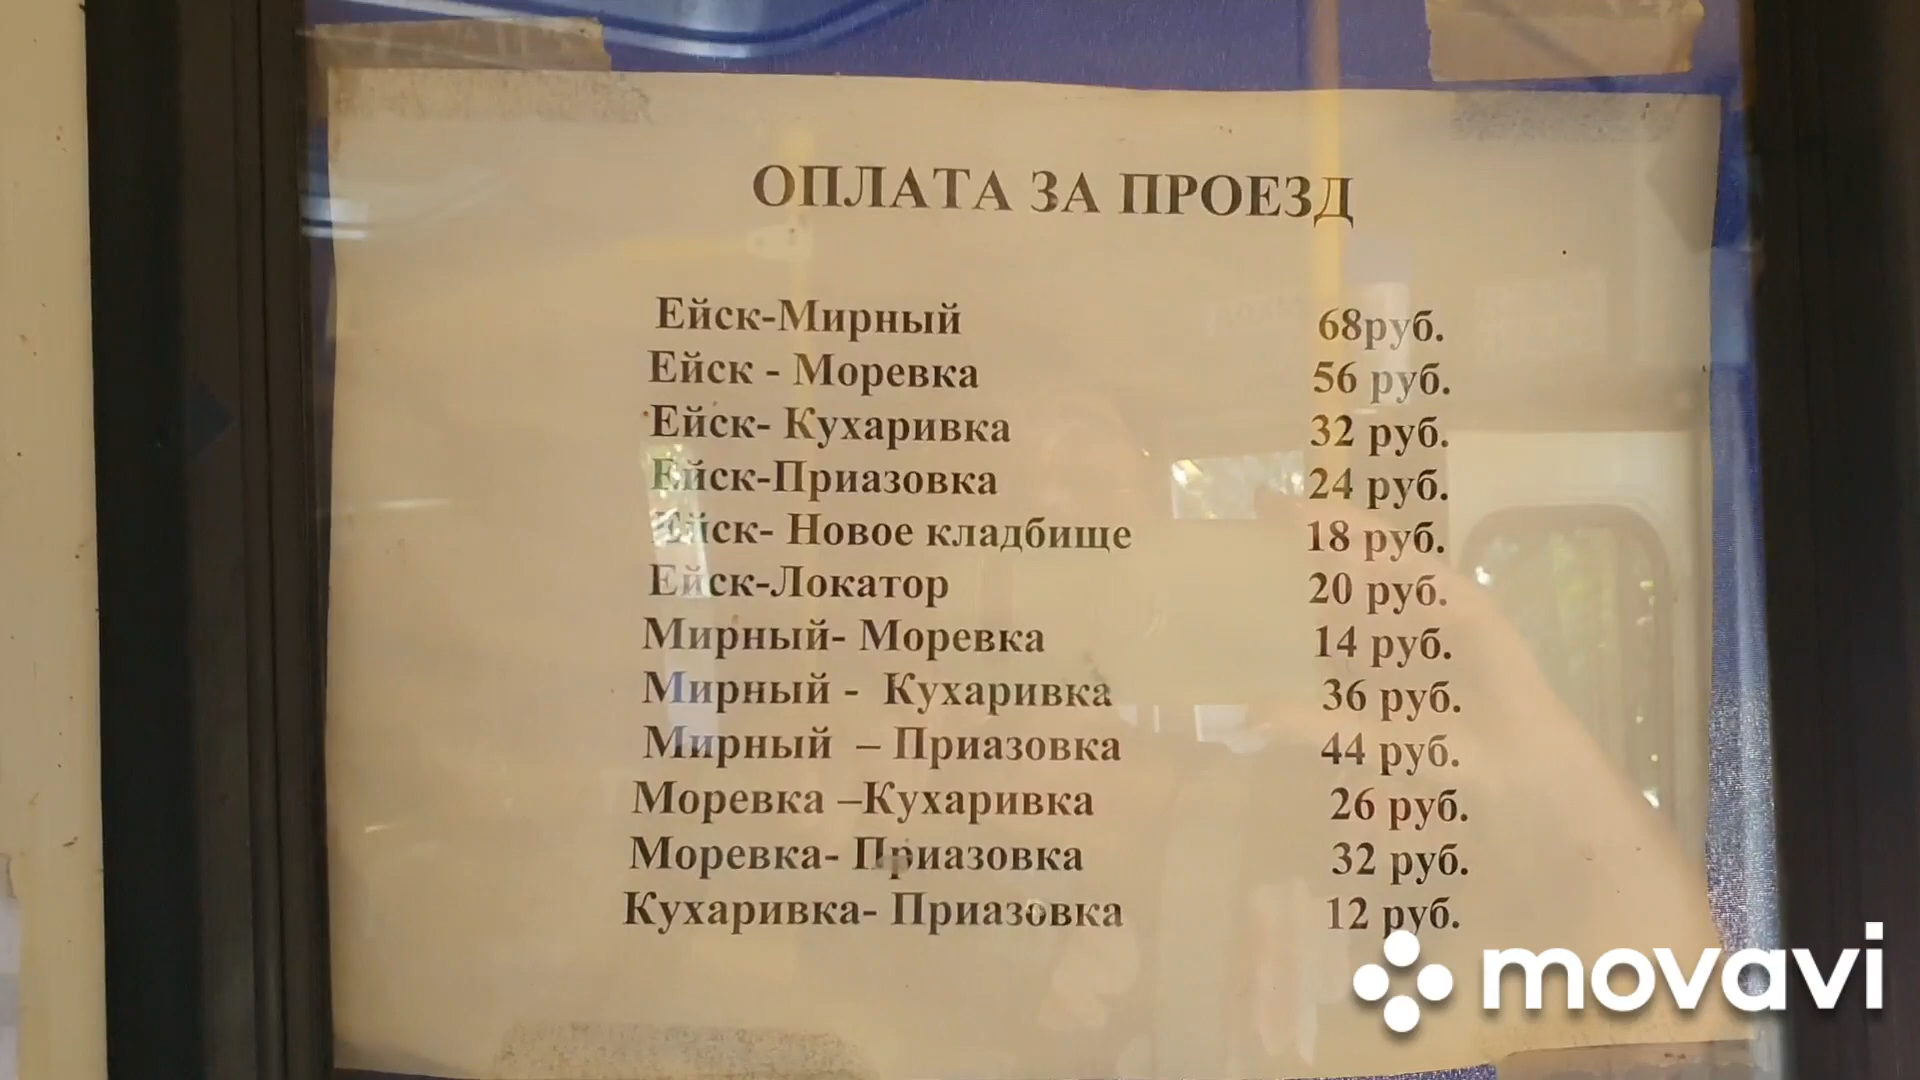 ОПЛАТА ЗА ПРОЕЗД
Ейск-Мирный 68руб.
Ейск - Моревка 56 руб.
Ейск- Кухаривка 32 руб.
Ейск-Приазовка 24 руб.
Ейск- Новое кладбище 18 руб.
Ейск-Локатор 20 руб.
Мирный- Моревка 14 руб.
Мирный - Кухаривка 36 руб.
Мирный – Приазовка 44 руб.
Моревка –Кухаривка 26 руб.
Моревка- Приазовка 32 руб.
Кухаривка- Приазовка 12 руб.
movavi